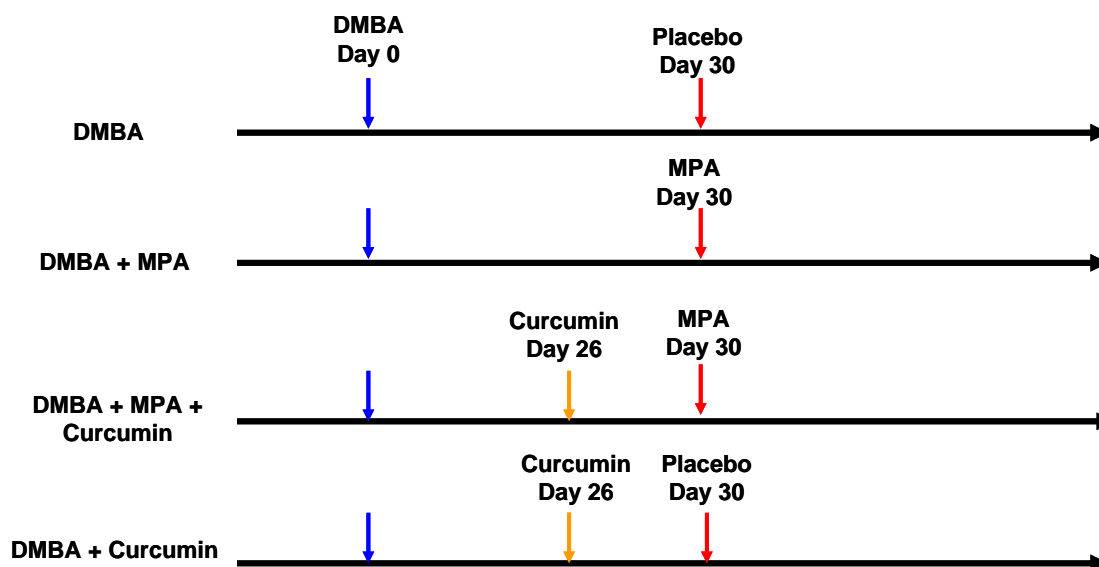 DMBA
Day 0
Placebo
Day 30
DMBA
MPA
Day 30
DMBA + MPA
Curcumin
Day 26
MPA
Day 30
DMBA + MPA +
Curcumin
Curcumin
Day 26
Placebo
Day 30
DMBA + Curcumin